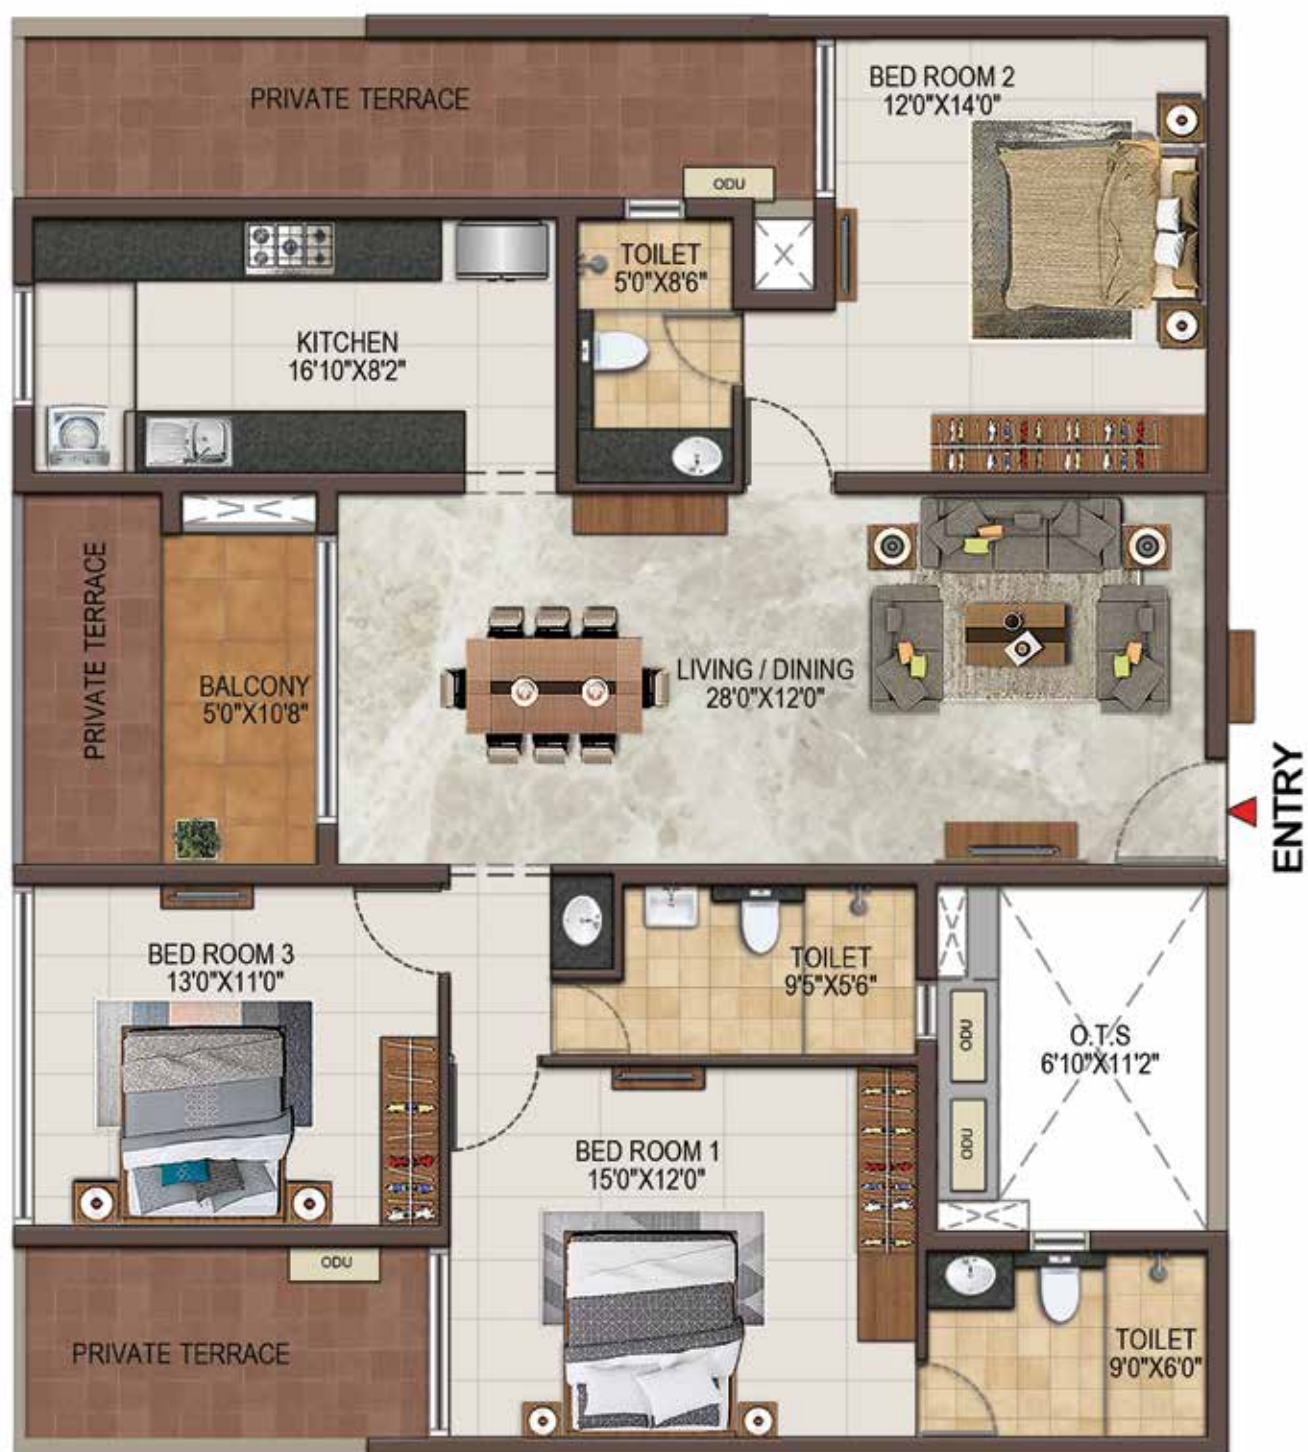 PRIVATE TERRACE
BED ROOM 2
12'0"X14'0"
ODU
TOILET
5'0"X8'6"
KITCHEN
16'10"X8'2"
PRIVATE TERRACE
BALCONY
5'0"X10'8"
LIVING / DINING
28'0"X12'0"
ENTRY
BED ROOM 3
13'0"X11'0"
TOILET
9'5"X5'6"
ODU
O.T.S
6'10"X11'2"
ODU
BED ROOM 1
15'0"X12'0"
ODU
PRIVATE TERRACE
TOILET
9'0"X6'0"